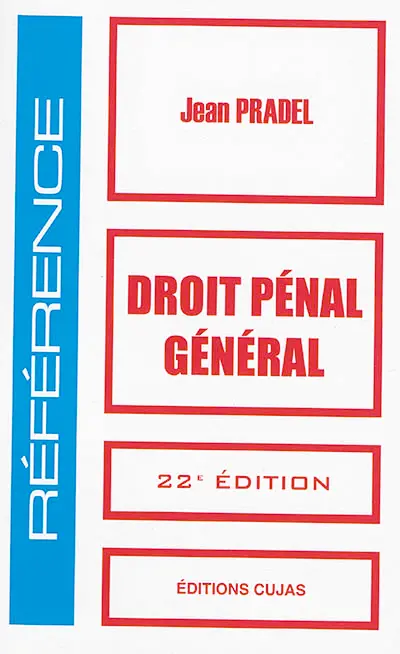 RÉFÉRENCE
Jean PRADEL
DROIT PÉNAL
GÉNÉRAL
22E ÉDITION
ÉDITIONS CUJAS